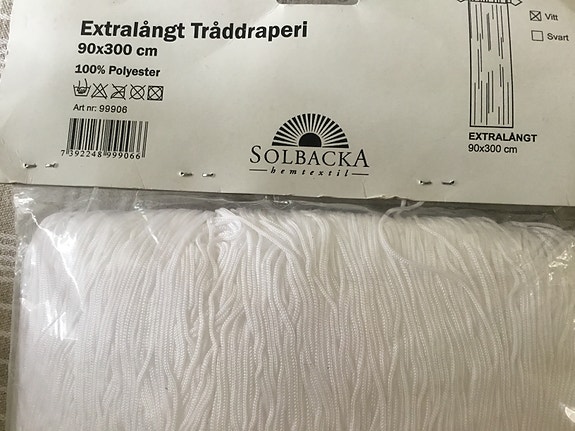 Extralångt Tråddraperi
90x300 cm
100% Polyester
Art nr: 99906
7 392248 999066
SOLBACKA
hemtextil
Vitt
Svart
EXTRALÅNGT
90x300 cm